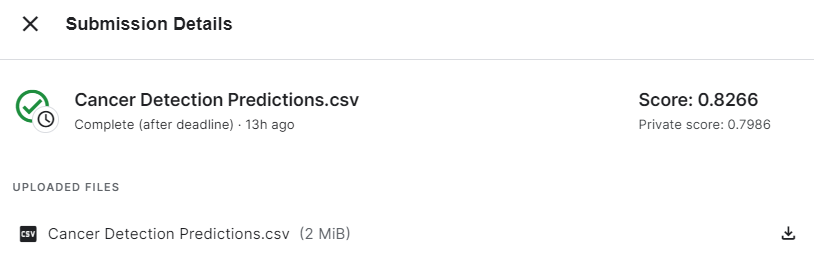 Submission Details
Cancer Detection Predictions.csv
Score: 0.8266
Complete (after deadline) · 13h ago
Private score: 0.7986
UPLOADED FILES
CSV Cancer Detection Predictions.csv (2 MiB)